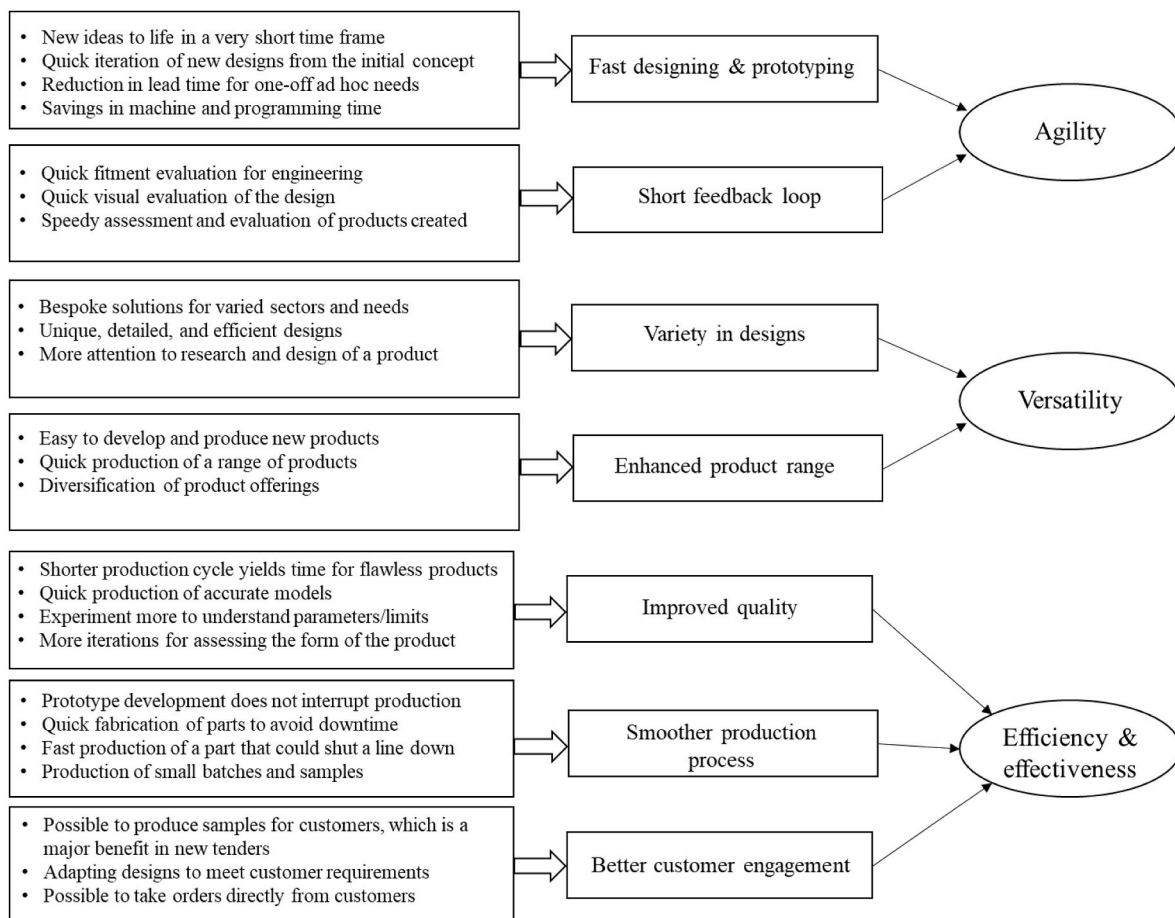 • New ideas to life in a very short time frame
• Quick iteration of new designs from the initial concept
• Reduction in lead time for one-off ad hoc needs
• Savings in machine and programming time
Fast designing & prototyping
Agility
• Quick fitment evaluation for engineering
• Quick visual evaluation of the design
• Speedy assessment and evaluation of products created
Short feedback loop
• Bespoke solutions for varied sectors and needs
• Unique, detailed, and efficient designs
• More attention to research and design of a product
Variety in designs
Versatility
• Easy to develop and produce new products
• Quick production of a range of products
• Diversification of product offerings
Enhanced product range
• Shorter production cycle yields time for flawless products
• Quick production of accurate models
• Experiment more to understand parameters/limits
• More iterations for assessing the form of the product
Improved quality
• Prototype development does not interrupt production
• Quick fabrication of parts to avoid downtime
• Fast production of a part that could shut a line down
• Production of small batches and samples
Smoother production
process
Efficiency &
effectiveness
• Possible to produce samples for customers, which is a
major benefit in new tenders
• Adapting designs to meet customer requirements
• Possible to take orders directly from customers
Better customer engagement